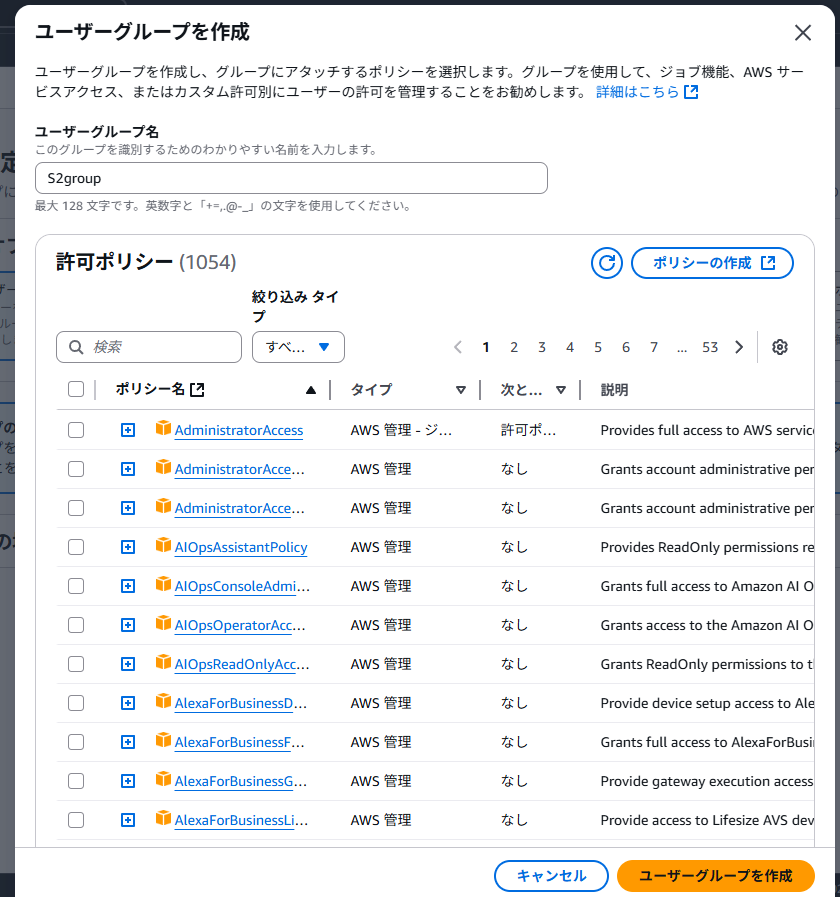 ユーザーグループを作成
ユーザーグループを作成し、グループにアタッチするポリシーを選択します。グループを使用して、ジョブ機能、AWS サー
ビスアクセス、またはカスタム許可別にユーザーの許可を管理することをお勧めします。 詳細はこちら
ユーザーグループ名
このグループを識別するためのわかりやすい名前を入力します。
S2group
最大 128 文字です。英数字と「+=,.@-_」の文字を使用してください。
許可ポリシー (1054)
ポリシーの作成
絞り込み タイ
プ
検索
すべ...
1 2 3 4 5 6 7 ... 53
ポリシー名 タイプ 次と... 説明
AdministratorAccess AWS 管理 - ジ... 許可ポ... Provides full access to AWS servic
AdministratorAcce... AWS 管理 なし Grants account administrative per
AdministratorAcce... AWS 管理 なし Grants account administrative per
AIOpsAssistantPolicy AWS 管理 なし Provides ReadOnly permissions re
AIOpsConsoleAdmi... AWS 管理 なし Grants full access to Amazon AI O
AIOpsOperatorAcc... AWS 管理 なし Grants access to the Amazon AI O
AIOpsReadOnlyAcc... AWS 管理 なし Grants ReadOnly permissions to t
AlexaForBusinessD... AWS 管理 なし Provide device setup access to Ale
AlexaForBusinessF... AWS 管理 なし Grants full access to AlexaForBusi
AlexaForBusinessG... AWS 管理 なし Provide gateway execution access
AlexaForBusinessLi... AWS 管理 なし Provide access to Lifesize AVS dev
キャンセル
ユーザーグループを作成